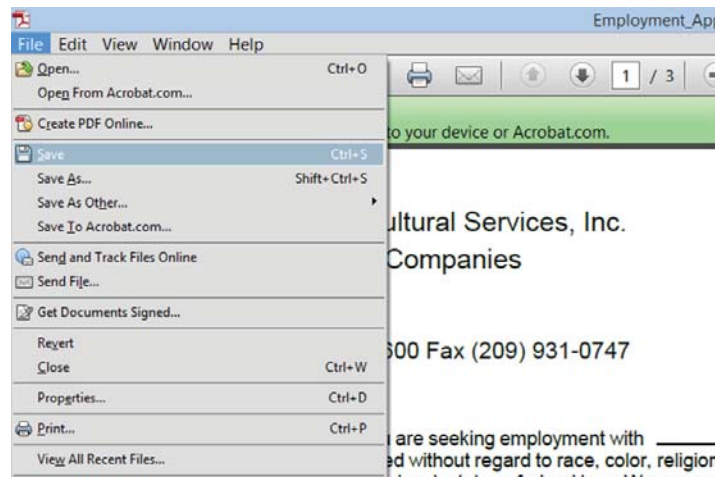 Employment_App
File Edit View Window Help
Open... Ctrl+O
Open From Acrobat.com...
1 / 3
Create PDF Online...
to your device or Acrobat.com.
Save Ctrl+S
Save As... Shift+Ctrl+S
Save As Other...
Save To Acrobat.com...
ultural Services, Inc.
Send and Track Files Online
Companies
Send File...
Get Documents Signed...
Revert
600 Fax (209) 931-0747
Close Ctrl+W
Properties... Ctrl+D
Print... Ctrl+P
are seeking employment with
View All Recent Files...
ed without regard to race, color, religion